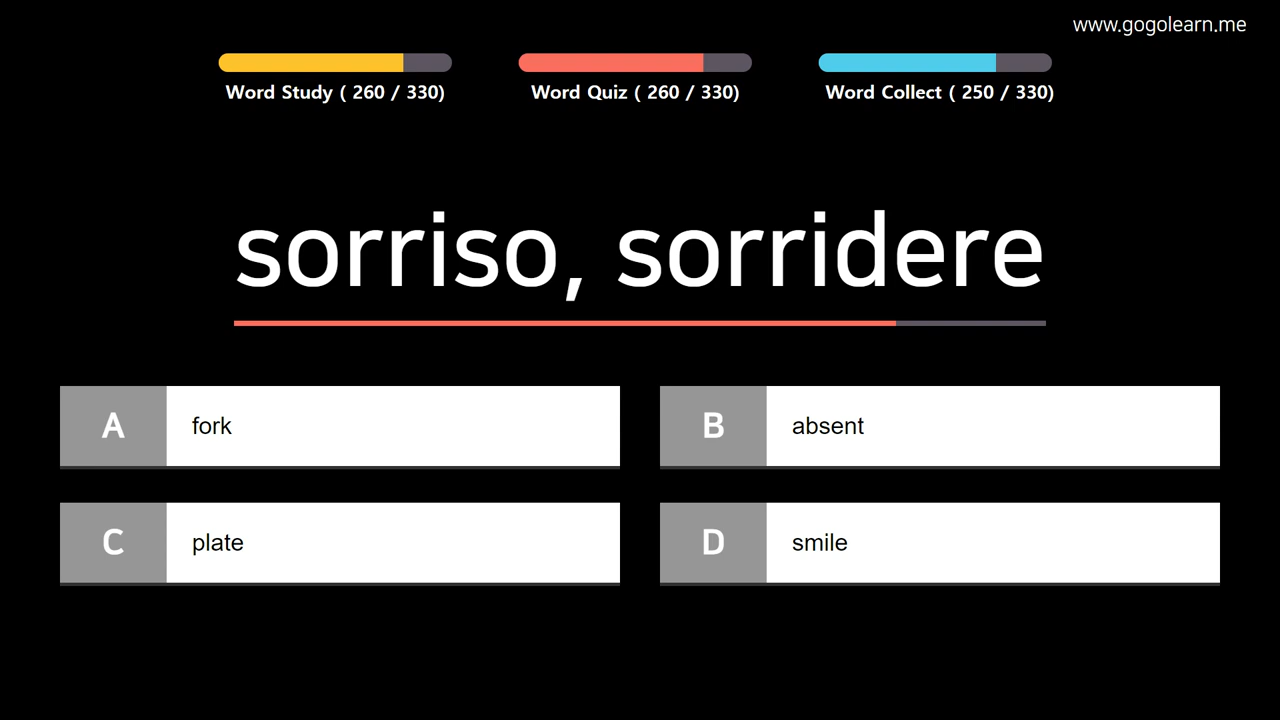 www.gogolearn.me
Word Study ( 260 / 330)
Word Quiz ( 260 / 330)
Word Collect ( 250 / 330)
sorriso, sorridere
A fork
B absent
C plate
D smile